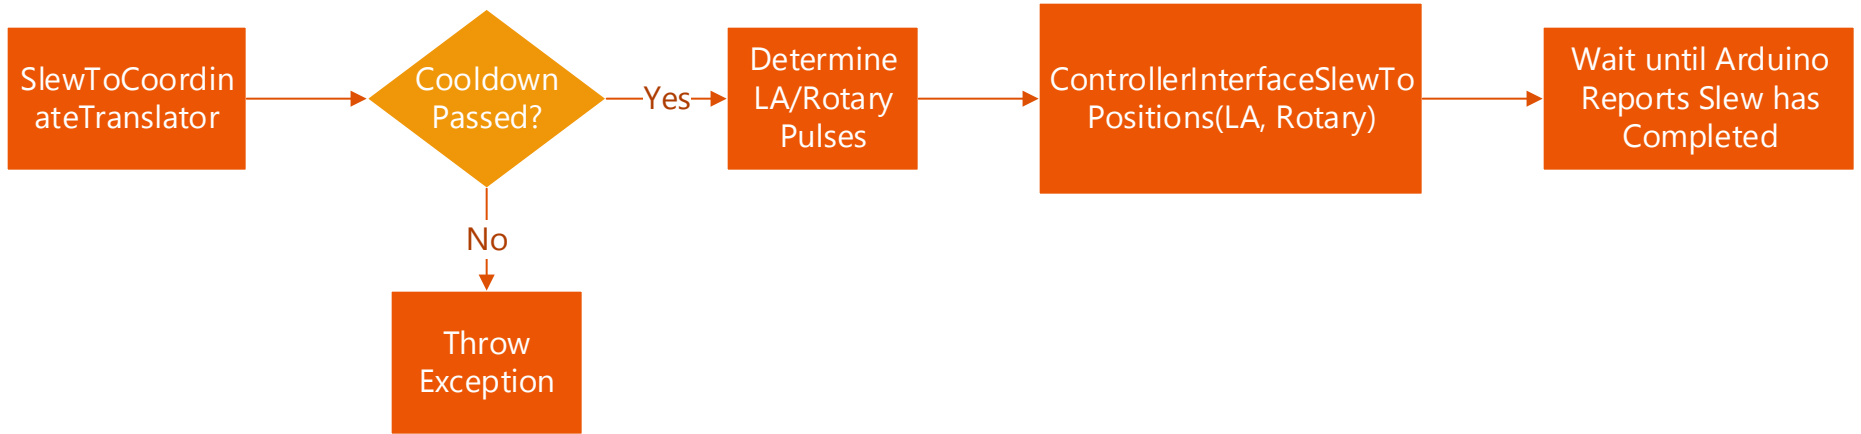 SlewToCoordin
ateTranslator
Cooldown
Passed?
Yes
Determine
LA/Rotary
Pulses
ControllerInterfaceSlewTo
Positions(LA, Rotary)
Wait until Arduino
Reports Slew has
Completed
No
Throw
Exception